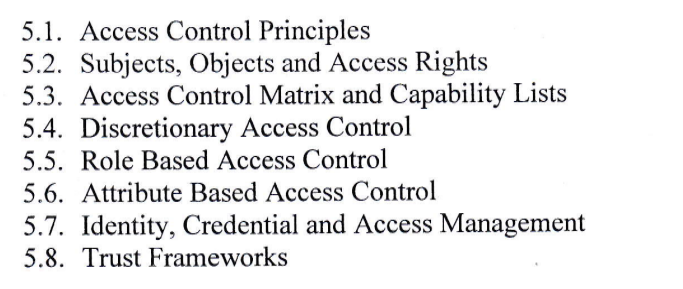 5.1. Access Control Principles
5.2. Subjects, Objects and Access Rights
5.3. Access Control Matrix and Capability Lists
5.4. Discretionary Access Control
5.5. Role Based Access Control
5.6. Attribute Based Access Control
5.7. Identity, Credential and Access Management
5.8. Trust Frameworks